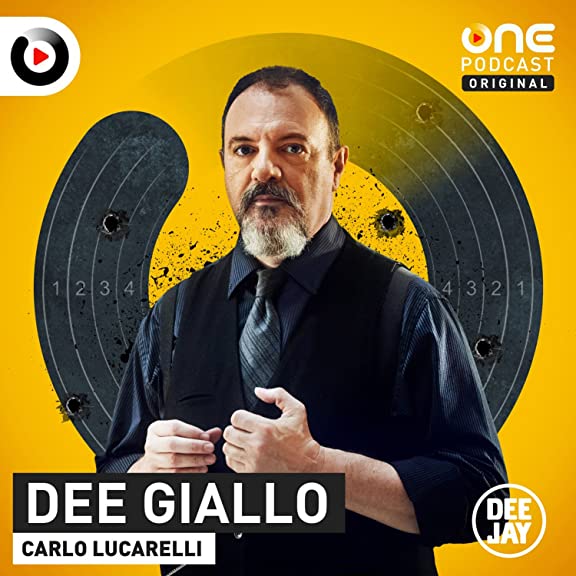 ONE
PODCAST
ORIGINAL
1 2 3 4
4 3 2 1
DEE GIALLO
CARLO LUCARELLI
DEE
JAY